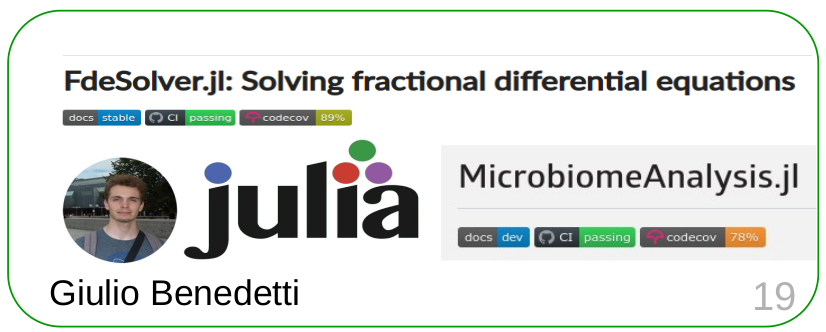 FdeSolver.jl: Solving fractional differential equations
docs stable CI passing codecov 89%
julia
MicrobiomeAnalysis.jl
docs dev CI passing codecov 78%
Giulio Benedetti
19